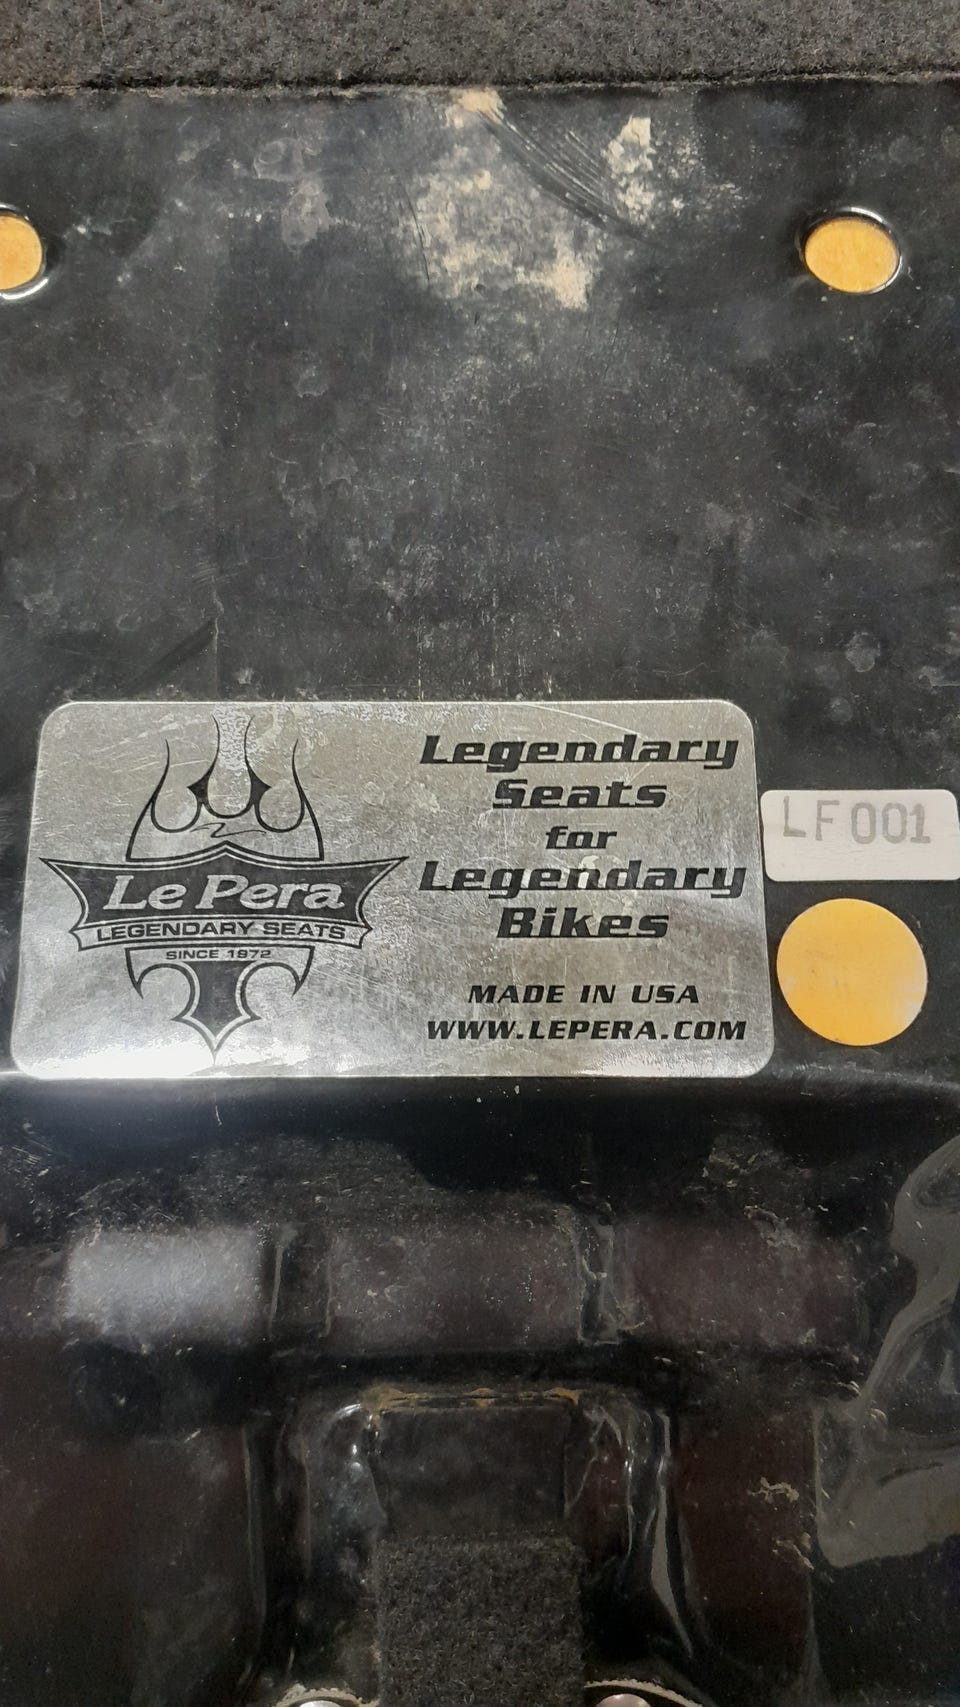 Le Pera
LEGENDARY SEATS
SINCE 1972
Legendary
Seats
for
Legendary
Bikes
MADE IN USA
WWW.LEPERA.COM
LF001